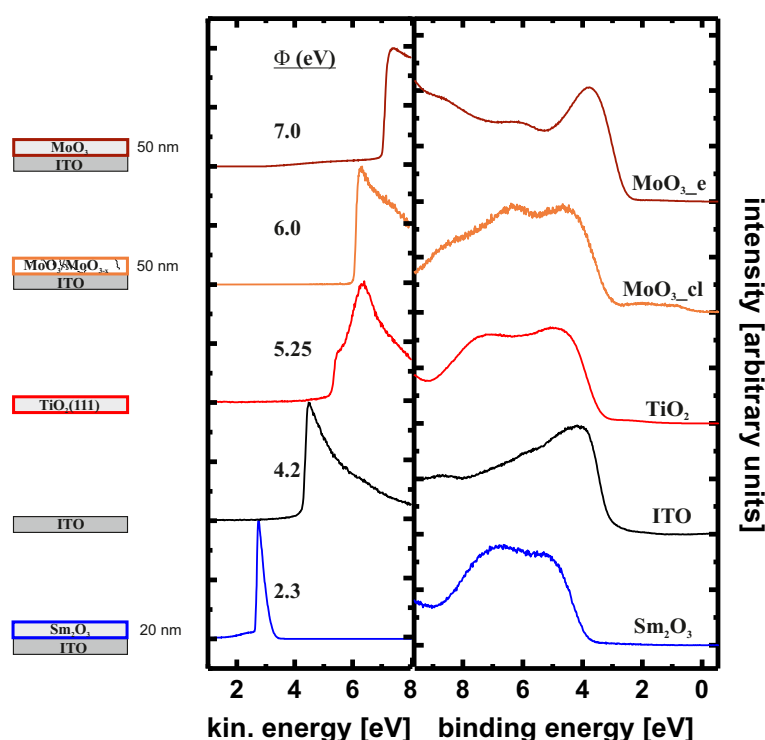 Φ (eV)
7.0
MoO₃
50 nm
ITO
MoO₃_e
6.0
50 nm
ITO
MoO₃_cl
5.25
TiO₂(111)
TiO₂
4.2
ITO
ITO
2.3
Sm₂O₃
20 nm
ITO
Sm₂O₃
intensity [arbitrary units]
2 4 6 8 8 6 4 2 0
kin. energy [eV] binding energy [eV]